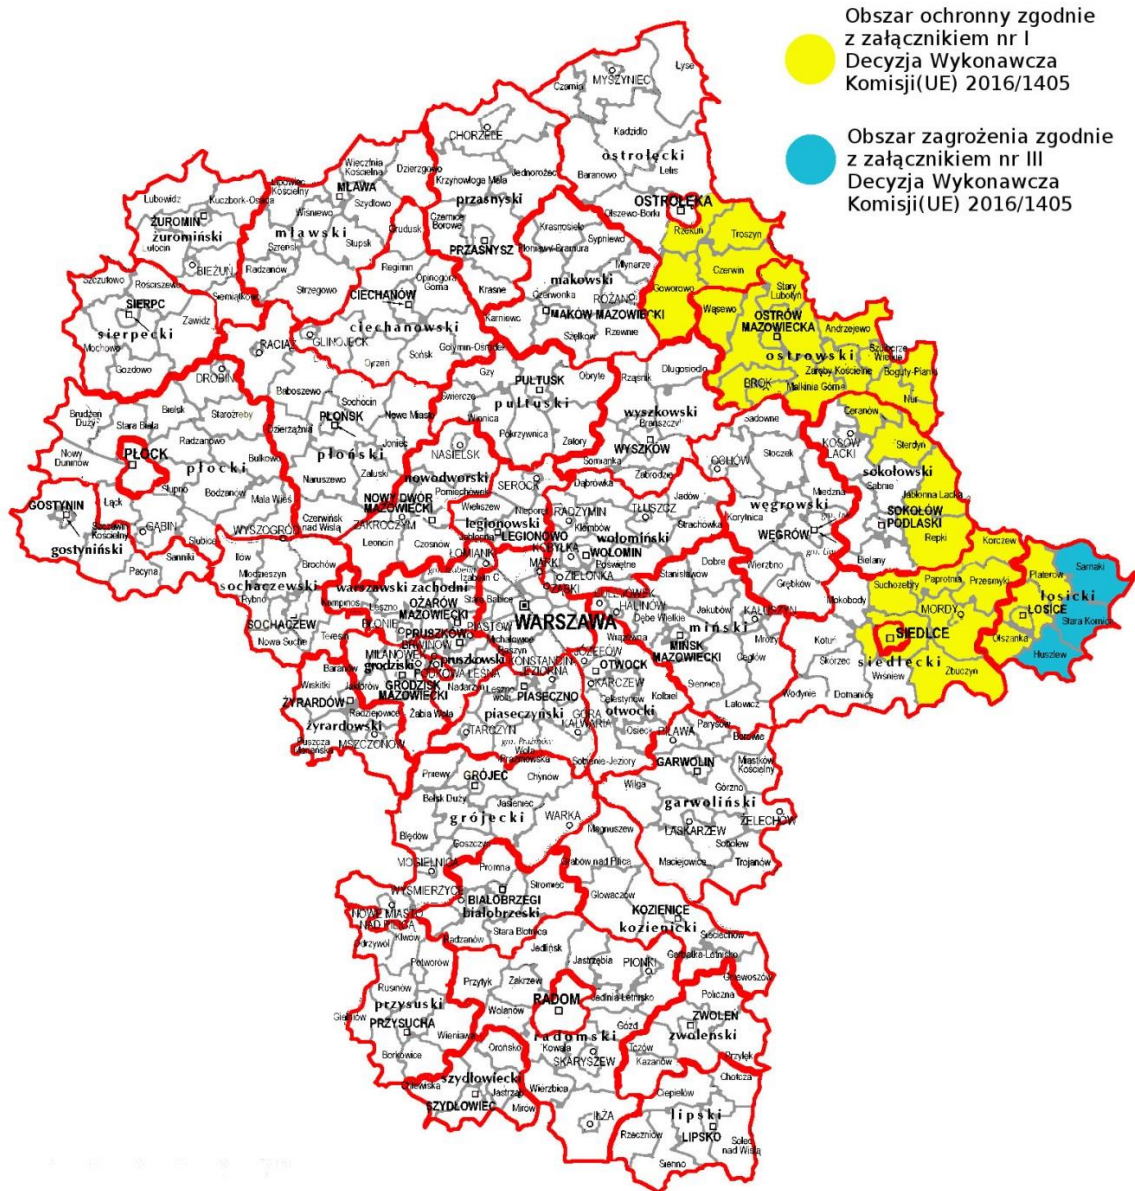 Obszar ochronny zgodnie
z załącznikiem nr I
Decyzja Wykonawcza
Komisji(UE) 2016/1405
Obszar zagrożenia zgodnie
z załącznikiem nr III
Decyzja Wykonawcza
Komisji(UE) 2016/1405
Łyse
MYSZYNIEC
Czarnia
CHORZELE
Kadzidło
ostrołęcki
Lelis
Baranowo
Wieczfnia
Kościelna
Dzierzgowo
Jednorożec
Krzynowłoga Mała
przasnyski
OSTROŁĘKA
Olszewo-Borki
Lubowidz
Kuczbork-Osada
Lipowiec
Kościelny
MŁAWA
Szydłowo
Wiśniewo
mławski
Stupsk
Szreńsk
Radzanów
Strzegowo
ŻUROMIN
żuromiński
Lutocin
BIEŻUŃ
Siemiątkowo
Czernice
Borowe
PRZASNYSZ
Krasne
Krasnosielc
Sypniewo
Płoniawy-Bramura
Młynarze
makowski
Czerwonka
RÓŻAN
MAKÓW MAZOWIECKI
Karniewo
Szelków
Rzewnie
Rzekuń
Troszyn
Czerwin
Goworowo
Wąsewo
Stary
Lubotyń
OSTRÓW
MAZOWIECKA
Andrzejewo
ostrowski
Szulborze
Wielkie
Zaręby Kościelne
Boguty-Pianki
BROK
Małkinia Górna
Nur
Szczutowo
Rościszewo
SIERPC
Zawidz
sierpecki
Mochowo
Gozdowo
Regimin
Opinogóra
Górna
CIECHANÓW
ciechanowski
GLINOJECK
Gołymin-Ośrodek
Sońsk
Ojrzeń
RACIĄŻ
DROBIN
Baboszewo
Sochocin
PŁOŃSK
Nowe Miasto
Dzierzążnia
Joniec
płoński
Naruszewo
Załuski
Czerwińsk
nad Wisłą
Gzy
PUŁTUSK
Obryte
Świercze
pułtuski
Winnica
Pokrzywnica
Zatory
Rząśnik
Długosiodło
wyszkowski
Brańszczyk
WYSZKÓW
Somianka
Zabrodzie
Brudzeń
Duży
Bielsk
Staroźreby
Stara Biała
Radzanowo
PŁOCK
Nowy
Duninów
płocki
Bulkowo
Słupno
Bodzanów
Mała Wieś
Łąck
WYSZOGRÓD
GĄBIN
Słubice
GOSTYNIN
Szczawin
Kościelny
gostyniński
Sanniki
Pacyna
NASIELSK
nowodworski
Pomiechówek
NOWY DWÓR
MAZOWIECKI
ZAKROCZYM
Leoncin
Czosnów
SEROCK
Wieliszew
Nieporęt
legionowski
Jabłonna
LEGIONOWO
ŁOMIANKI
Dąbrówka
RADZYMIN
TŁUSZCZ
Jadów
Klembów
Strachówka
wołomiński
KOBYŁKA
WOŁOMIN
Poświętne
MARKI
ZIELONKA
ZĄBKI
Sadowne
Stoczek
ŁOCHÓW
węgrowski
Miedzna
Korytnica
WĘGRÓW
Wierzbno
Grębków
Ceranów
KOSÓW
LACKI
Sterdyń
sokołowski
Sabnie
Jabłonna Lacka
SOKOŁÓW
PODLASKI
Repki
Bielany
Korczew
Suchożebry
Paprotnia
Przesmyki
Mokobody
MORDY
SIEDLCE
siedlecki
Kotuń
Skórzec
Wiśniew
Zbuczyn
Wodynie
Domanice
Platerów
Sarnaki
łosicki
ŁOSICE
Stara Kornica
Olszanka
Huszlew
Iłów
Brochów
Młodzieszyn
sochaczewski
Rybno
SOCHACZEW
Nowa Sucha
Teresin
warszawski zachodni
Kampinos
Leszno
Izabelin C
Stare Babice
OŻARÓW
MAZOWIECKI
BŁONIE
PIASTÓW
PRUSZKÓW
BRWINÓW
Michałowice
Raszyn
MILANÓWEK
grodziski
pruszkowski
PODKOWA LEŚNA
Baranów
Jaktorów
GRODZISK
MAZOWIECKI
Nadarzyn
Żabia Wola
WARSZAWA
SULEJÓWEK
HALINÓW
Dębe Wielkie
Wiązowna
Stanisławów
Dobre
Jakubów
KAŁUSZYN
miński
MIŃSK
MAZOWIECKI
Mrozy
Cegłów
Siennica
Latowicz
JÓZEFÓW
OTWOCK
KARCZEW
Celestynów
otwocki
Kołbiel
Osieck
Sobienie-Jeziory
KONSTANCIN
JEZIORNA
Lesznowola
PIASECZNO
piaseczyński
GÓRA
KALWARIA
TARCZYN
Prażmów
Wiskitki
ŻYRARDÓW
Radziejowice
żyrardowski
MSZCZONÓW
Puszcza
Mariańska
PILAWA
Parysów
Borowie
GARWOLIN
Miastków
Kościelny
Wilga
Górzno
garwoliński
ŻELECHÓW
ŁASKARZEW
Sobolew
Maciejowice
Trojanów
Pniewy
GRÓJEC
Chynów
Belsk Duży
Jasieniec
grójecki
WARKA
Błędów
Goszczyn
MOGIELNICA
NOWE MIASTO
NAD PILICĄ
Promna
WYŚMIERZYCE
Stromiec
BIAŁOBRZEGI
białobrzeski
Stara Błotnica
Radzanów
Magnuszew
Grabów nad Pilicą
Głowaczów
KOZIENICE
kozienicki
Sieciechów
Garbatka-Letnisko
Gniewoszów
Odrzywół
Klwów
Potworów
Rusinów
przysuski
Gielniów
PRZYSUCHA
Wieniawa
Borkowice
Jedlińsk
Jastrzębia
PIONKI
Przytyk
Zakrzew
RADOM
Jedlnia-Letnisko
Wolanów
radomski
Gózd
Kowala
SKARYSZEW
Wierzbica
IŁŻA
Policzna
ZWOLEŃ
zwoleński
Tczów
Kazanów
Przyłęk
Orońsko
szydłowiecki
Chlewiska
Jastrząb
SZYDŁOWIEC
Mirów
Chotcza
Ciepielów
lipski
LIPSKO
Rzeczniów
Solec
nad Wisłą
Sienno